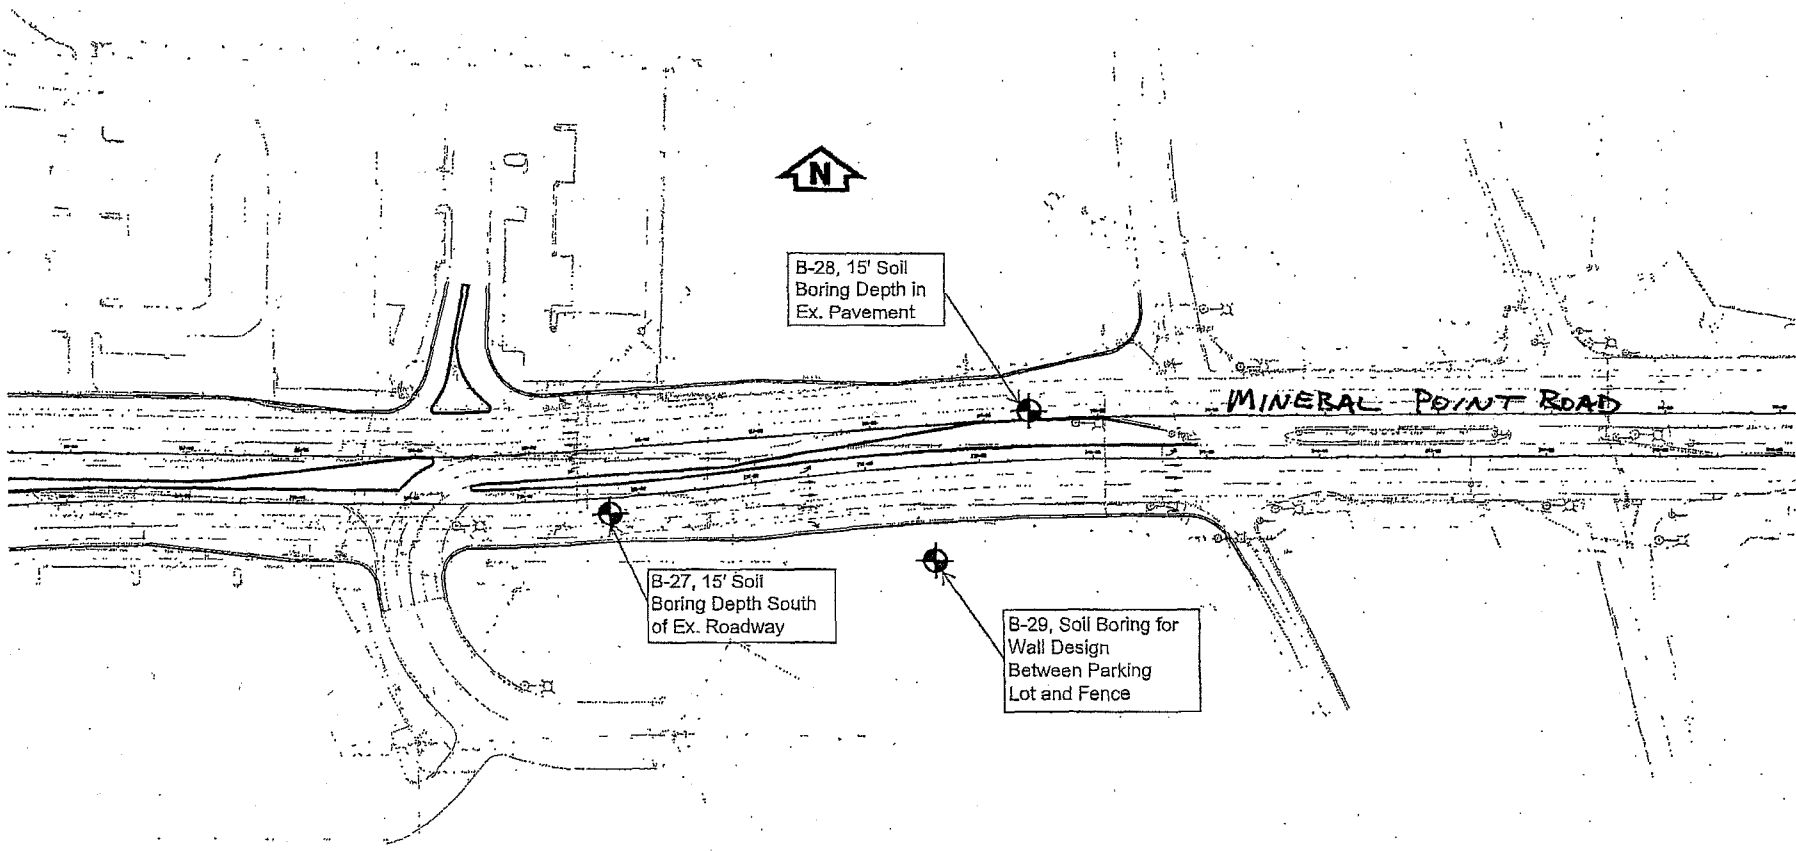 N
B-28, 15' Soil
Boring Depth in
Ex. Pavement
MINERAL POINT ROAD
B-27, 15' Soil
Boring Depth South
of Ex. Roadway
B-29, Soil Boring for
Wall Design
Between Parking
Lot and Fence